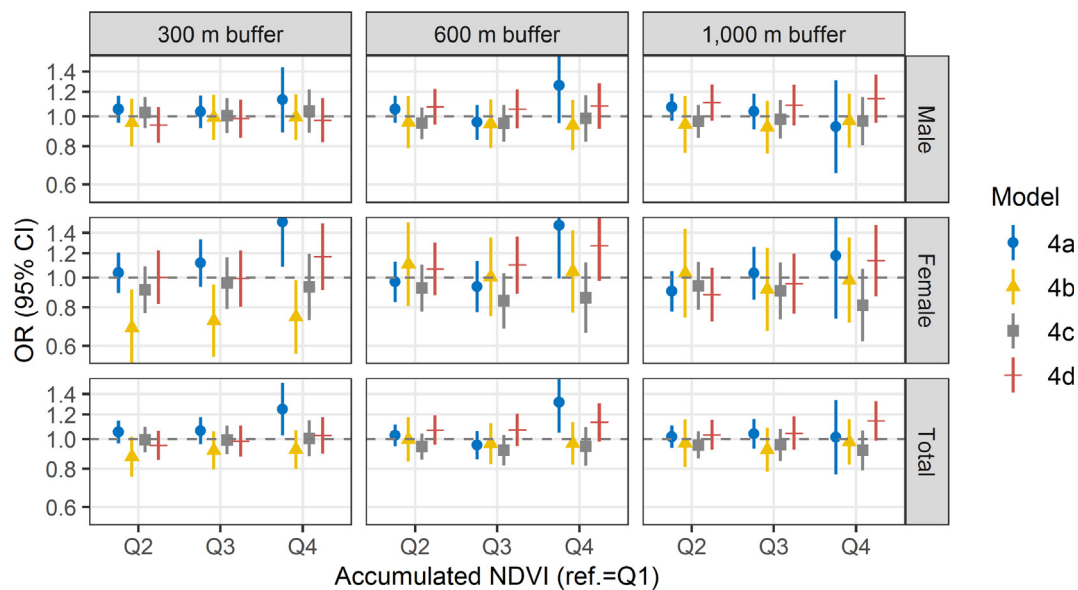 300 m buffer
600 m buffer
1,000 m buffer
1.4
1.2
1.0
0.8
0.6
Male
1.4
1.2
1.0
0.8
0.6
Female
1.4
1.2
1.0
0.8
0.6
Total
OR (95% CI)
Q2
Q3
Q4
Q2
Q3
Q4
Q2
Q3
Q4
Accumulated NDVI (ref.=Q1)
Model
4a
4b
4c
4d